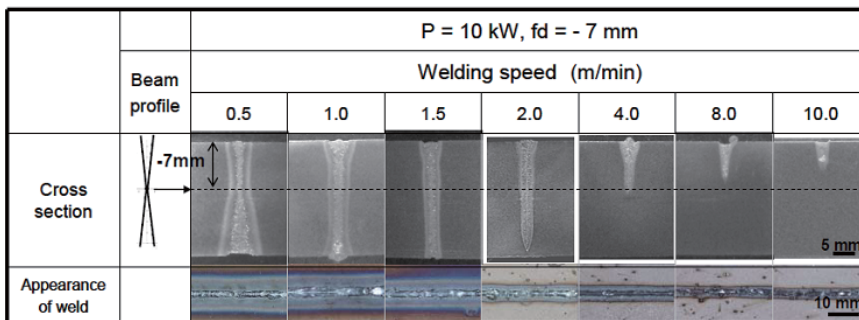 P = 10 kW, fd = - 7 mm
Beam
profile
Welding speed (m/min)
0.5 1.0 1.5 2.0 4.0 8.0 10.0
Cross
section
-7mm
5 mm
Appearance
of weld
10 mm